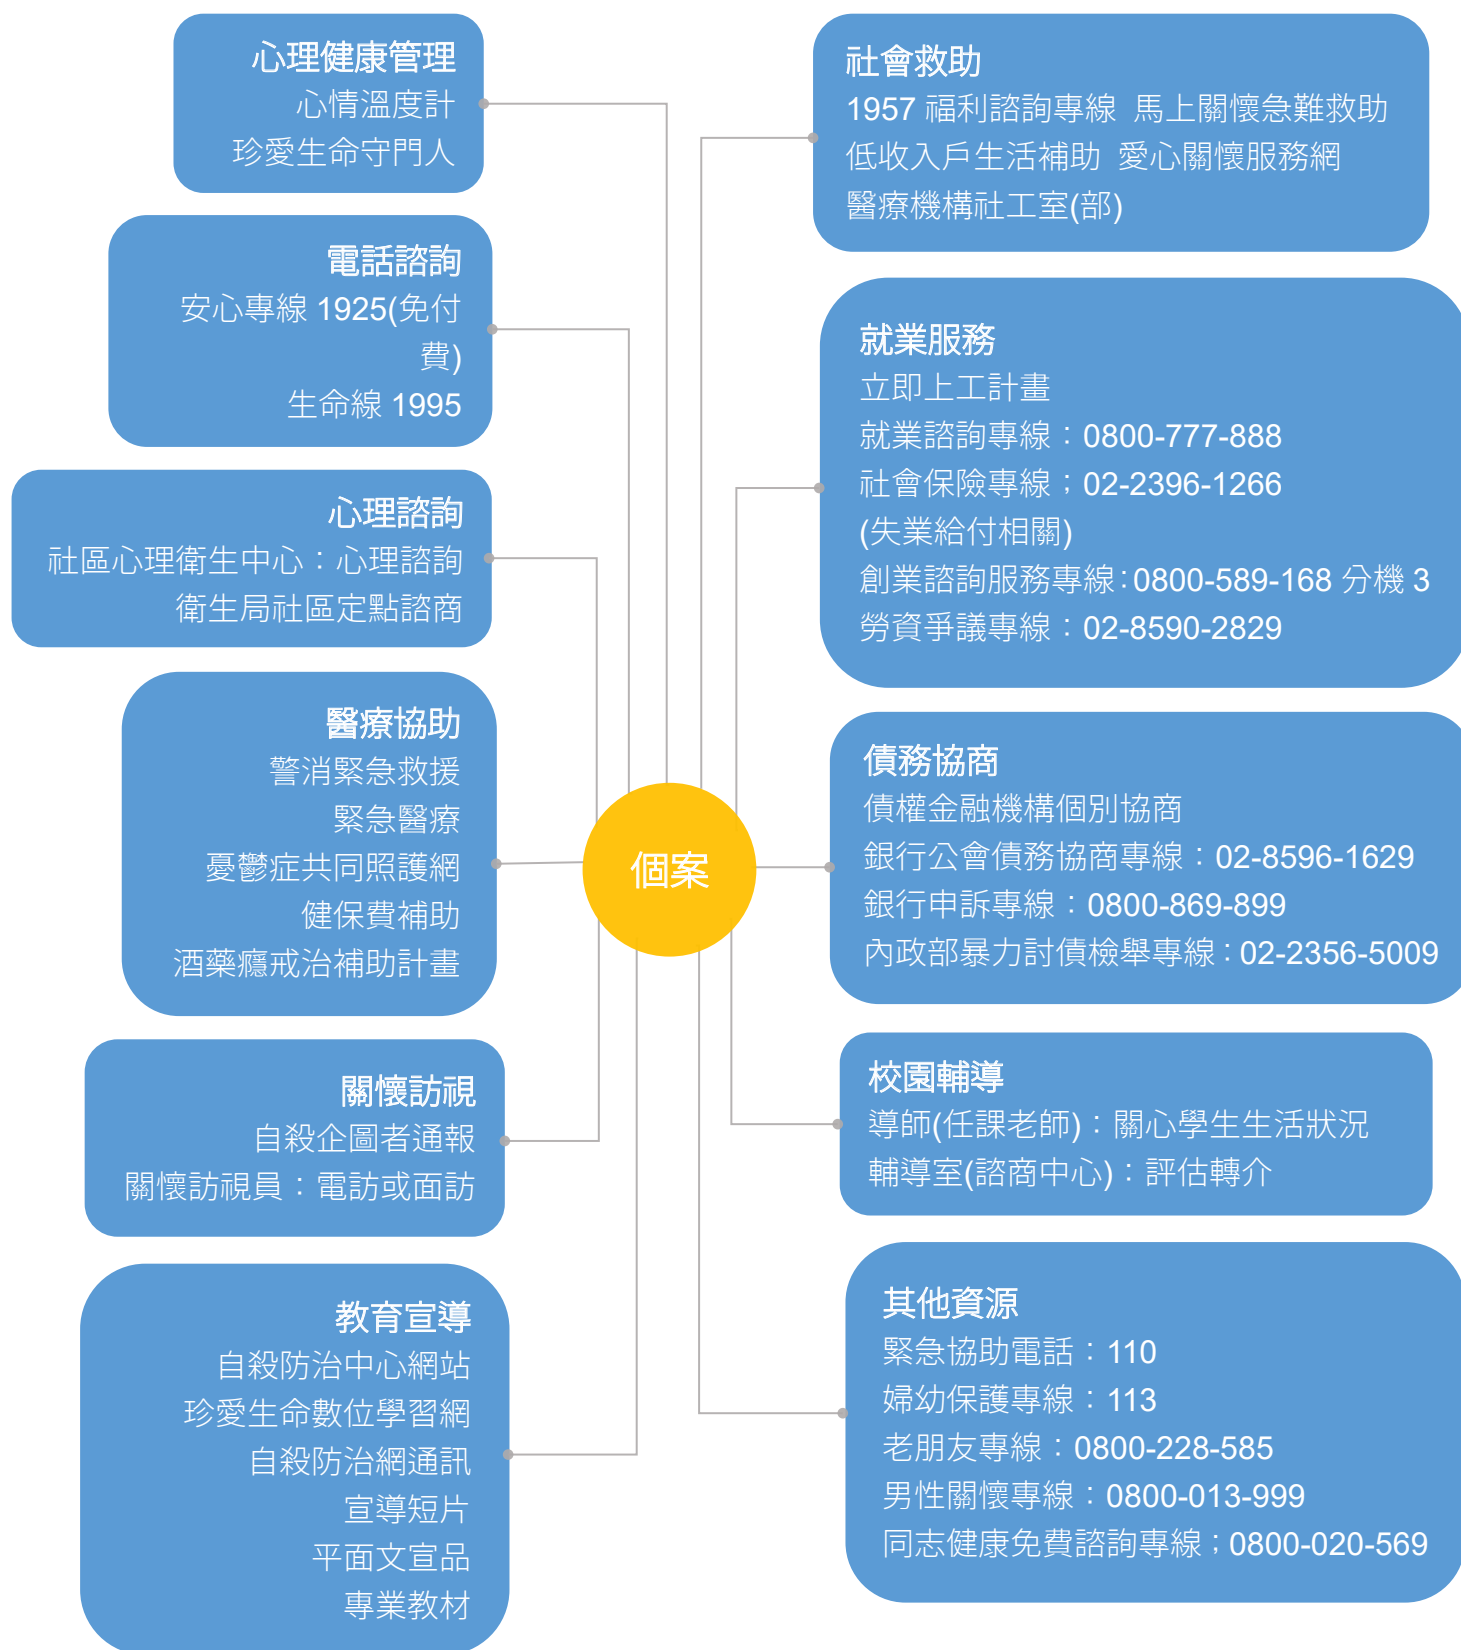 心理健康管理
心情溫度計
珍愛生命守門人
電話諮詢
安心專線 1925(免付
費)
生命線 1995
心理諮詢
社區心理衛生中心：心理諮詢
衛生局社區定點諮商
醫療協助
警消緊急救援
緊急醫療
憂鬱症共同照護網
健保費補助
酒藥癮戒治補助計畫
關懷訪視
自殺企圖者通報
關懷訪視員：電訪或面訪
教育宣導
自殺防治中心網站
珍愛生命數位學習網
自殺防治網通訊
宣導短片
平面文宣品
專業教材
個案
社會救助
1957 福利諮詢專線 馬上關懷急難救助
低收入戶生活補助 愛心關懷服務網
醫療機構社工室(部)
就業服務
立即上工計畫
就業諮詢專線：0800-777-888
社會保險專線；02-2396-1266
(失業給付相關)
創業諮詢服務專線：0800-589-168 分機 3
勞資爭議專線：02-8590-2829
債務協商
債權金融機構個別協商
銀行公會債務協商專線：02-8596-1629
銀行申訴專線：0800-869-899
內政部暴力討債檢舉專線：02-2356-5009
校園輔導
導師(任課老師)：關心學生生活狀況
輔導室(諮商中心)：評估轉介
其他資源
緊急協助電話：110
婦幼保護專線：113
老朋友專線：0800-228-585
男性關懷專線：0800-013-999
同志健康免費諮詢專線；0800-020-569